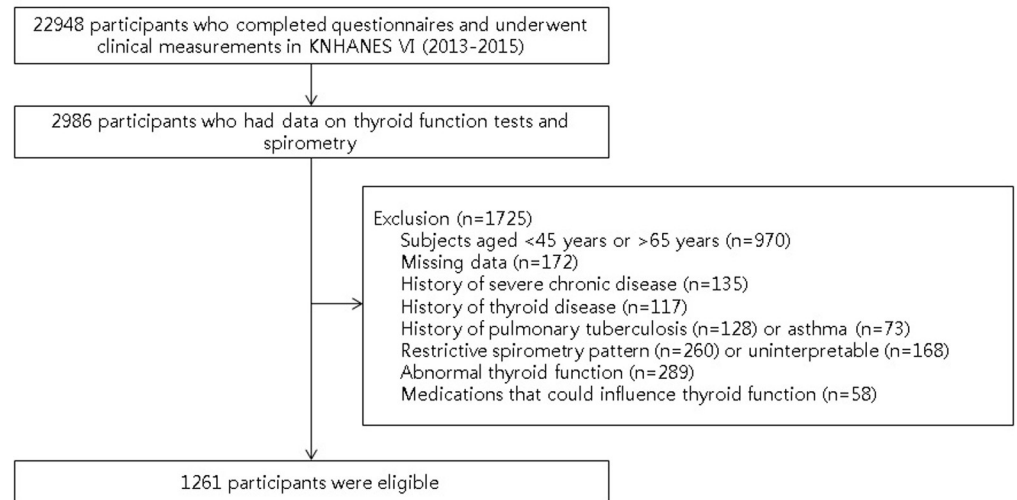 22948 participants who completed questionnaires and underwent
clinical measurements in KNHANES VI (2013-2015)
2986 participants who had data on thyroid function tests and
spirometry
Exclusion (n=1725)
Subjects aged <45 years or >65 years (n=970)
Missing data (n=172)
History of severe chronic disease (n=135)
History of thyroid disease (n=117)
History of pulmonary tuberculosis (n=128) or asthma (n=73)
Restrictive spirometry pattern (n=260) or uninterpretable (n=168)
Abnormal thyroid function (n=289)
Medications that could influence thyroid function (n=58)
1261 participants were eligible